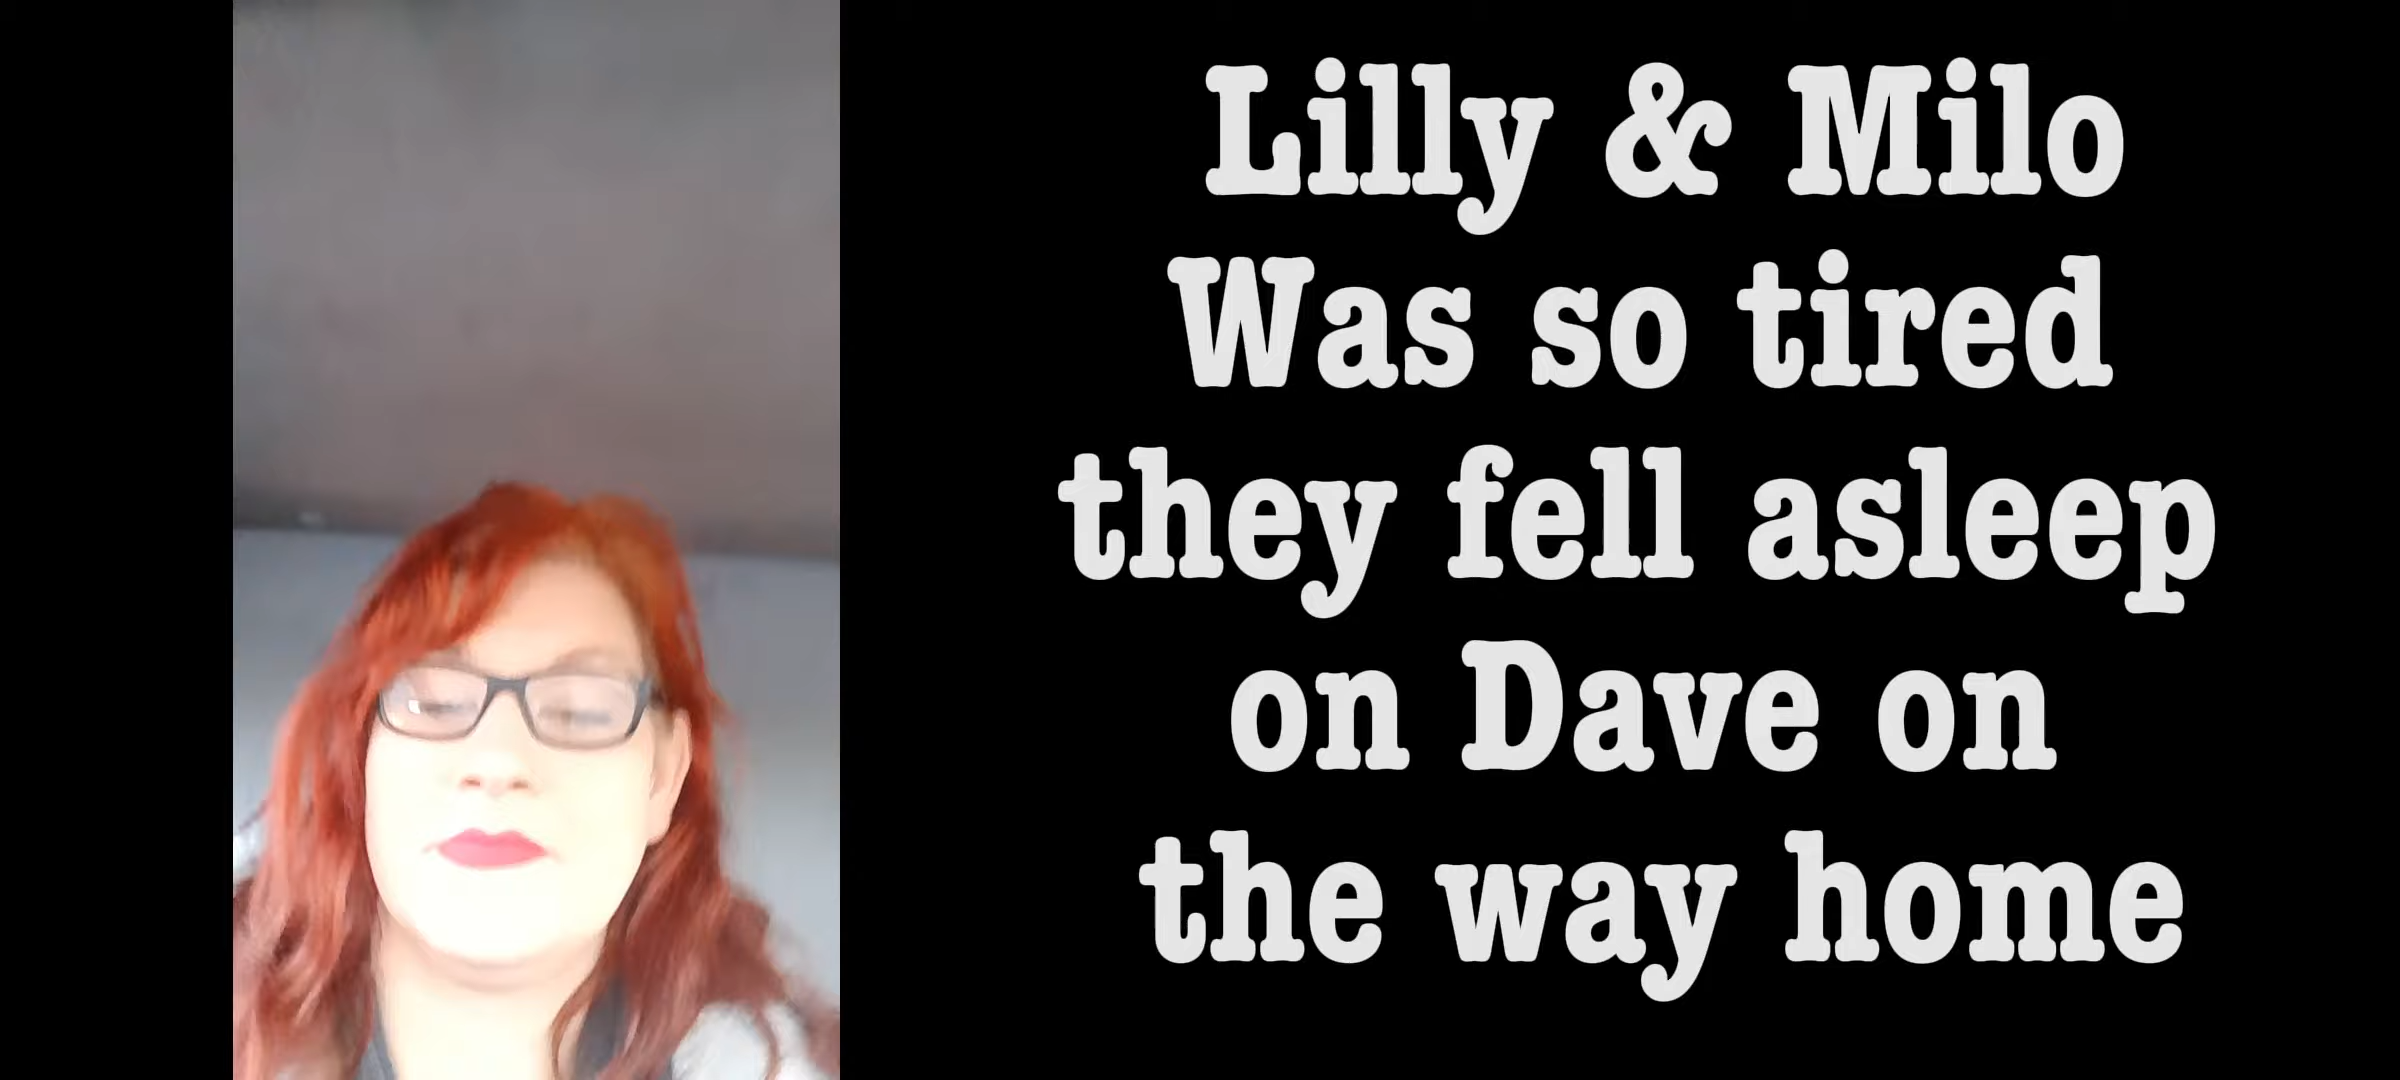 Lilly & Milo
Was so tired
they fell asleep
on Dave on
the way home